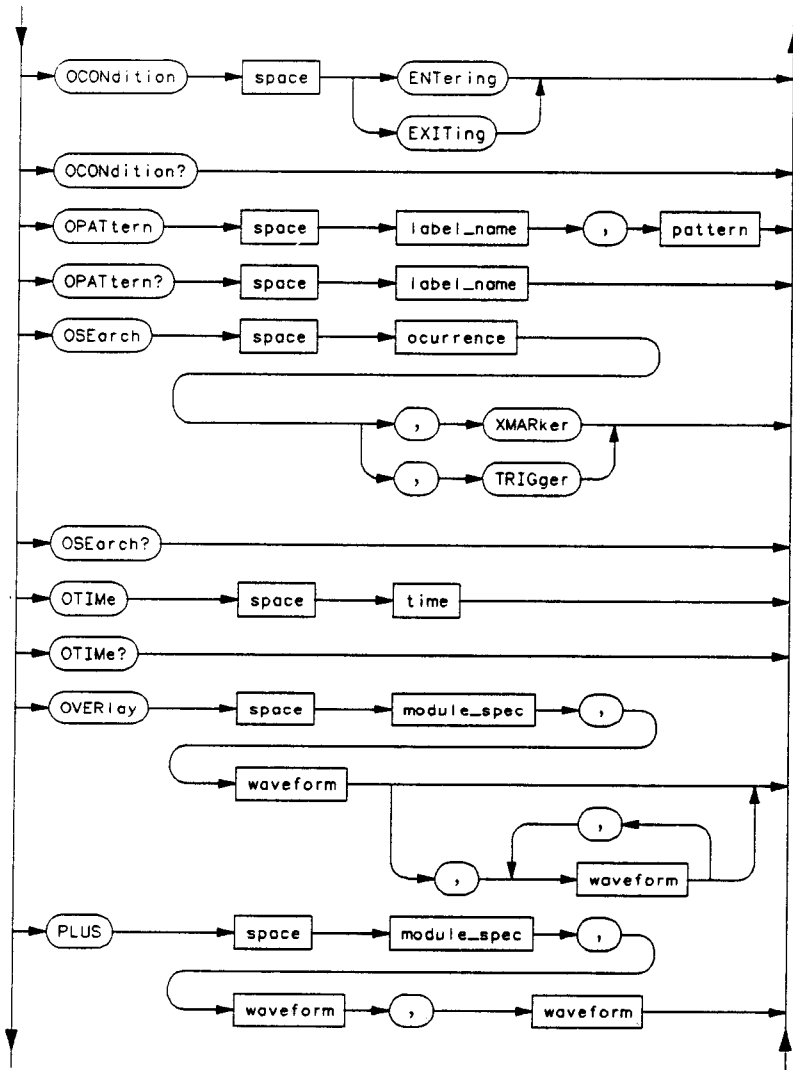 OCONdition space ENTering
EXITing
OCONdition?
OPATtern space label_name , pattern
OPATtern? space label_name
OSEarch space ocurrence
, XMARker
, TRIGger
OSEarch?
OTIMe space time
OTIMe?
OVERlay space module_spec ,
waveform
,
, waveform
PLUS space module_spec ,
waveform , waveform